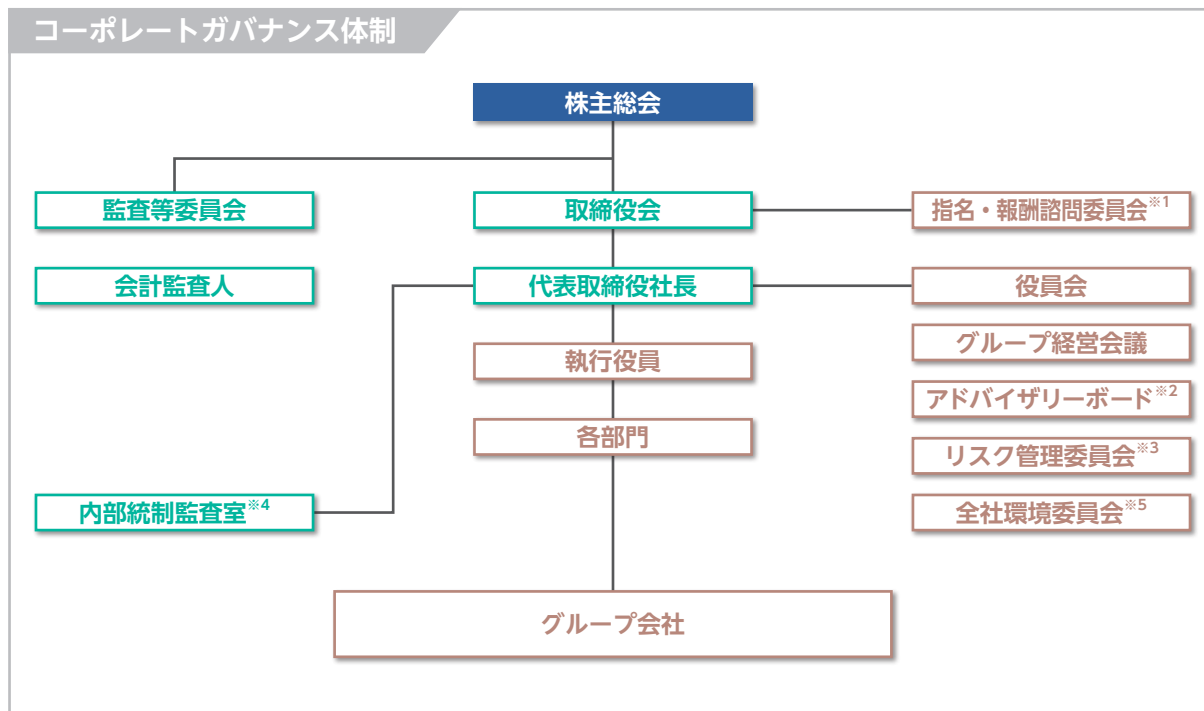 コーポレートガバナンス体制
株主総会
監査等委員会
取締役会
指名・報酬諮問委員会※1
会計監査人
代表取締役社長
役員会
執行役員
グループ経営会議
アドバイザリーボード※2
各部門
リスク管理委員会※3
内部統制監査室※4
全社環境委員会※5
グループ会社